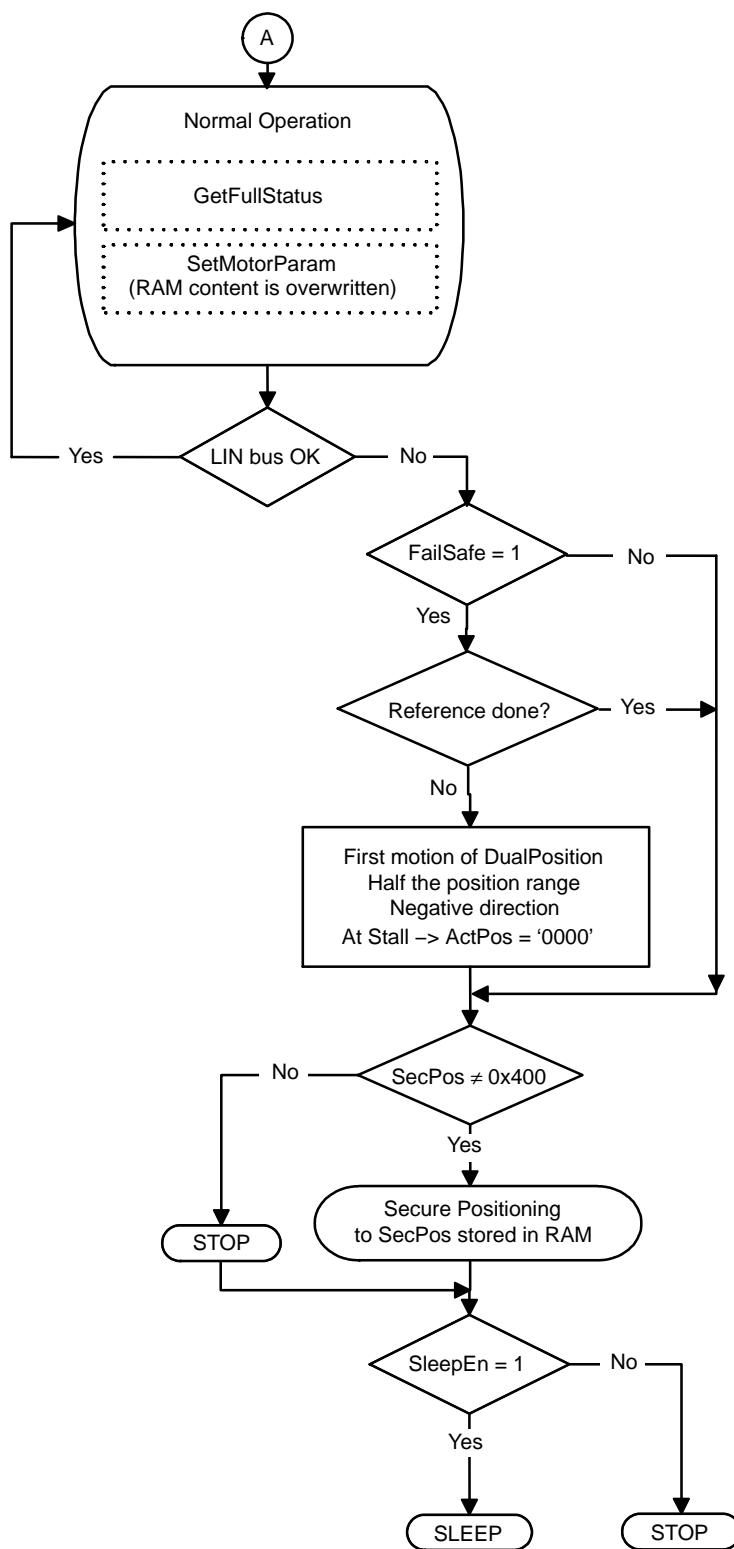 A
Normal Operation
GetFullStatus
SetMotorParam
(RAM content is overwritten)
Yes
LIN bus OK
No
FailSafe = 1
No
Yes
Reference done?
Yes
No
First motion of DualPosition
Half the position range
Negative direction
At Stall −> ActPos = ‘0000’
No
SecPos ≠ 0x400
Yes
Secure Positioning
to SecPos stored in RAM
STOP
SleepEn = 1
No
Yes
SLEEP
STOP